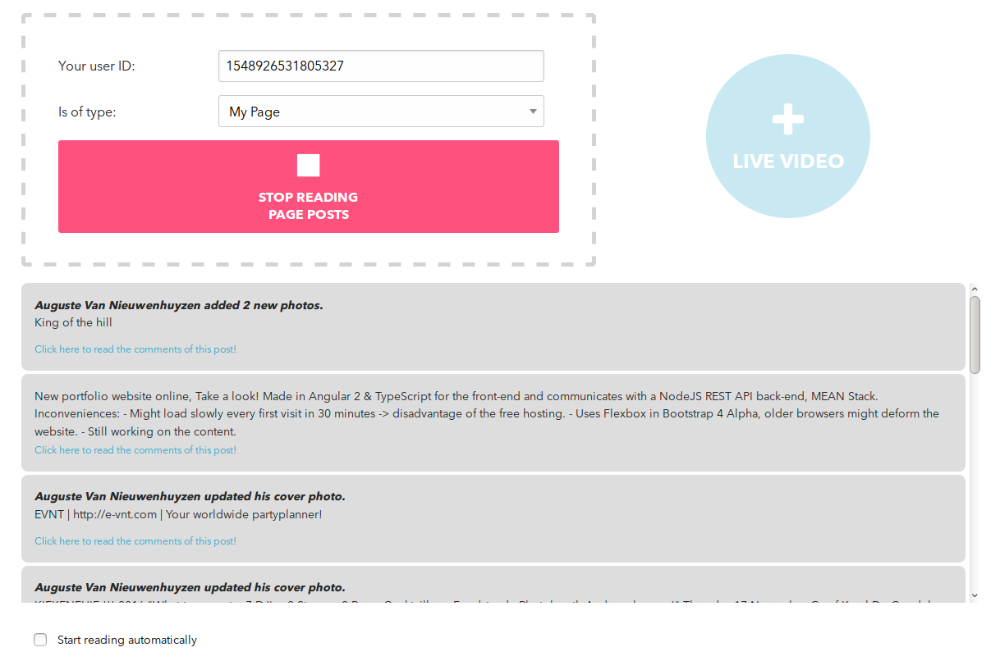 Your user ID:
1548926531805327
Is of type:
My Page
STOP READING
PAGE POSTS
LIVE VIDEO
Auguste Van Nieuwenhuyzen added 2 new photos.
King of the hill
Click here to read the comments of this post!
New portfolio website online, Take a look! Made in Angular 2 & TypeScript for the front-end and communicates with a NodeJS REST API back-end, MEAN Stack.
Inconveniences: - Might load slowly every first visit in 30 minutes -> disadvantage of the free hosting. - Uses Flexbox in Bootstrap 4 Alpha, older browsers might deform the
website. - Still working on the content.
Click here to read the comments of this post!
Auguste Van Nieuwenhuyzen updated his cover photo.
EVNT | http://e-vnt.com | Your worldwide partyplanner!
Click here to read the comments of this post!
Auguste Van Nieuwenhuyzen updated his cover photo.
Start reading automatically